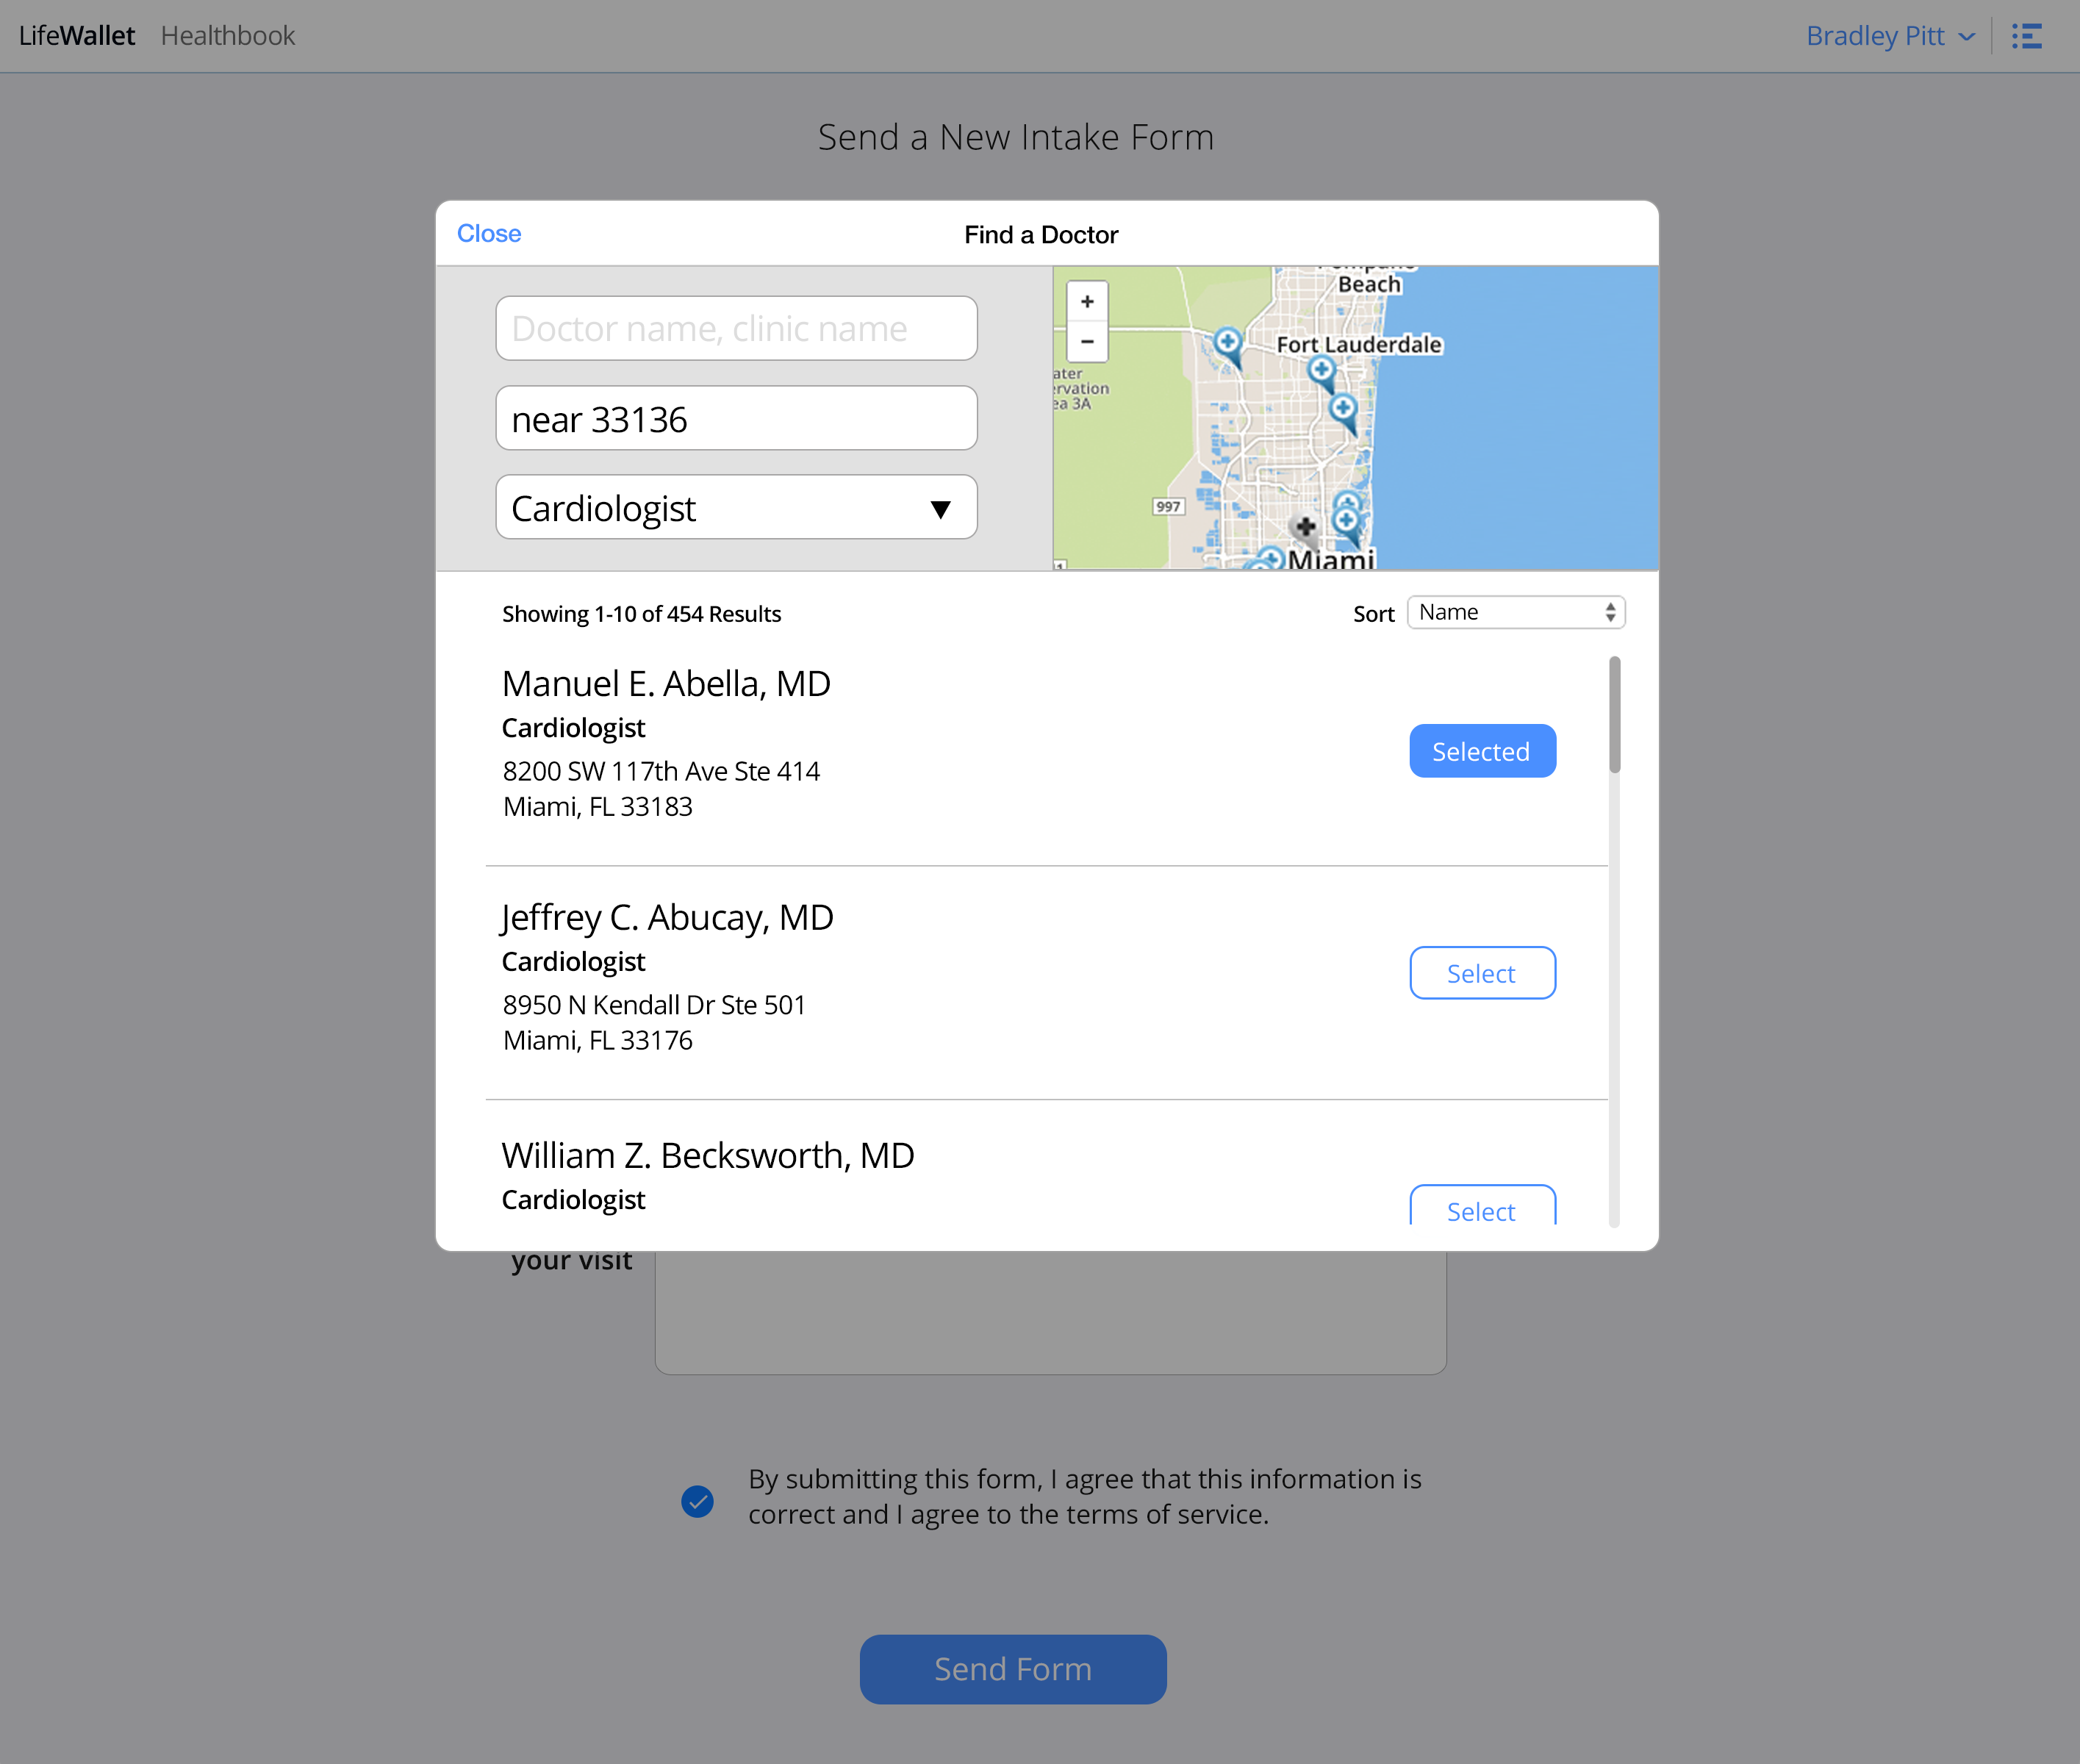 LifeWallet Healthbook
Bradley Pitt
Send a New Intake Form
Close
Find a Doctor
Doctor name, clinic name
near 33136
Cardiologist
+
−
Beach
Fort Lauderdale
ater
ervation
ea 3A
997
Miami
Showing 1-10 of 454 Results
Sort
Name
Manuel E. Abella, MD
Cardiologist
8200 SW 117th Ave Ste 414
Miami, FL 33183
Selected
Jeffrey C. Abucay, MD
Cardiologist
8950 N Kendall Dr Ste 501
Miami, FL 33176
Select
William Z. Becksworth, MD
Cardiologist
Select
your visit
By submitting this form, I agree that this information is
correct and I agree to the terms of service.
Send Form